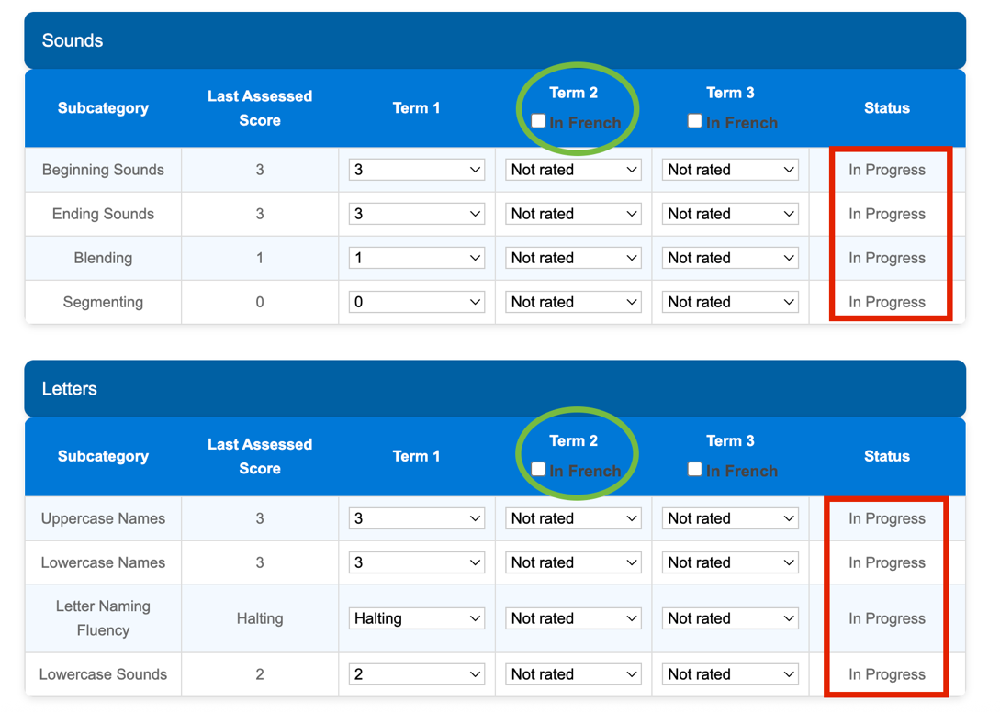 Sounds
Subcategory Last Assessed Score Term 1 Term 2 In French Term 3 In French Status
Beginning Sounds 3 3 Not rated Not rated In Progress
Ending Sounds 3 3 Not rated Not rated In Progress
Blending 1 1 Not rated Not rated In Progress
Segmenting 0 0 Not rated Not rated In Progress
Letters
Subcategory Last Assessed Score Term 1 Term 2 In French Term 3 In French Status
Uppercase Names 3 3 Not rated Not rated In Progress
Lowercase Names 3 3 Not rated Not rated In Progress
Letter Naming Fluency Halting Halting Not rated Not rated In Progress
Lowercase Sounds 2 2 Not rated Not rated In Progress